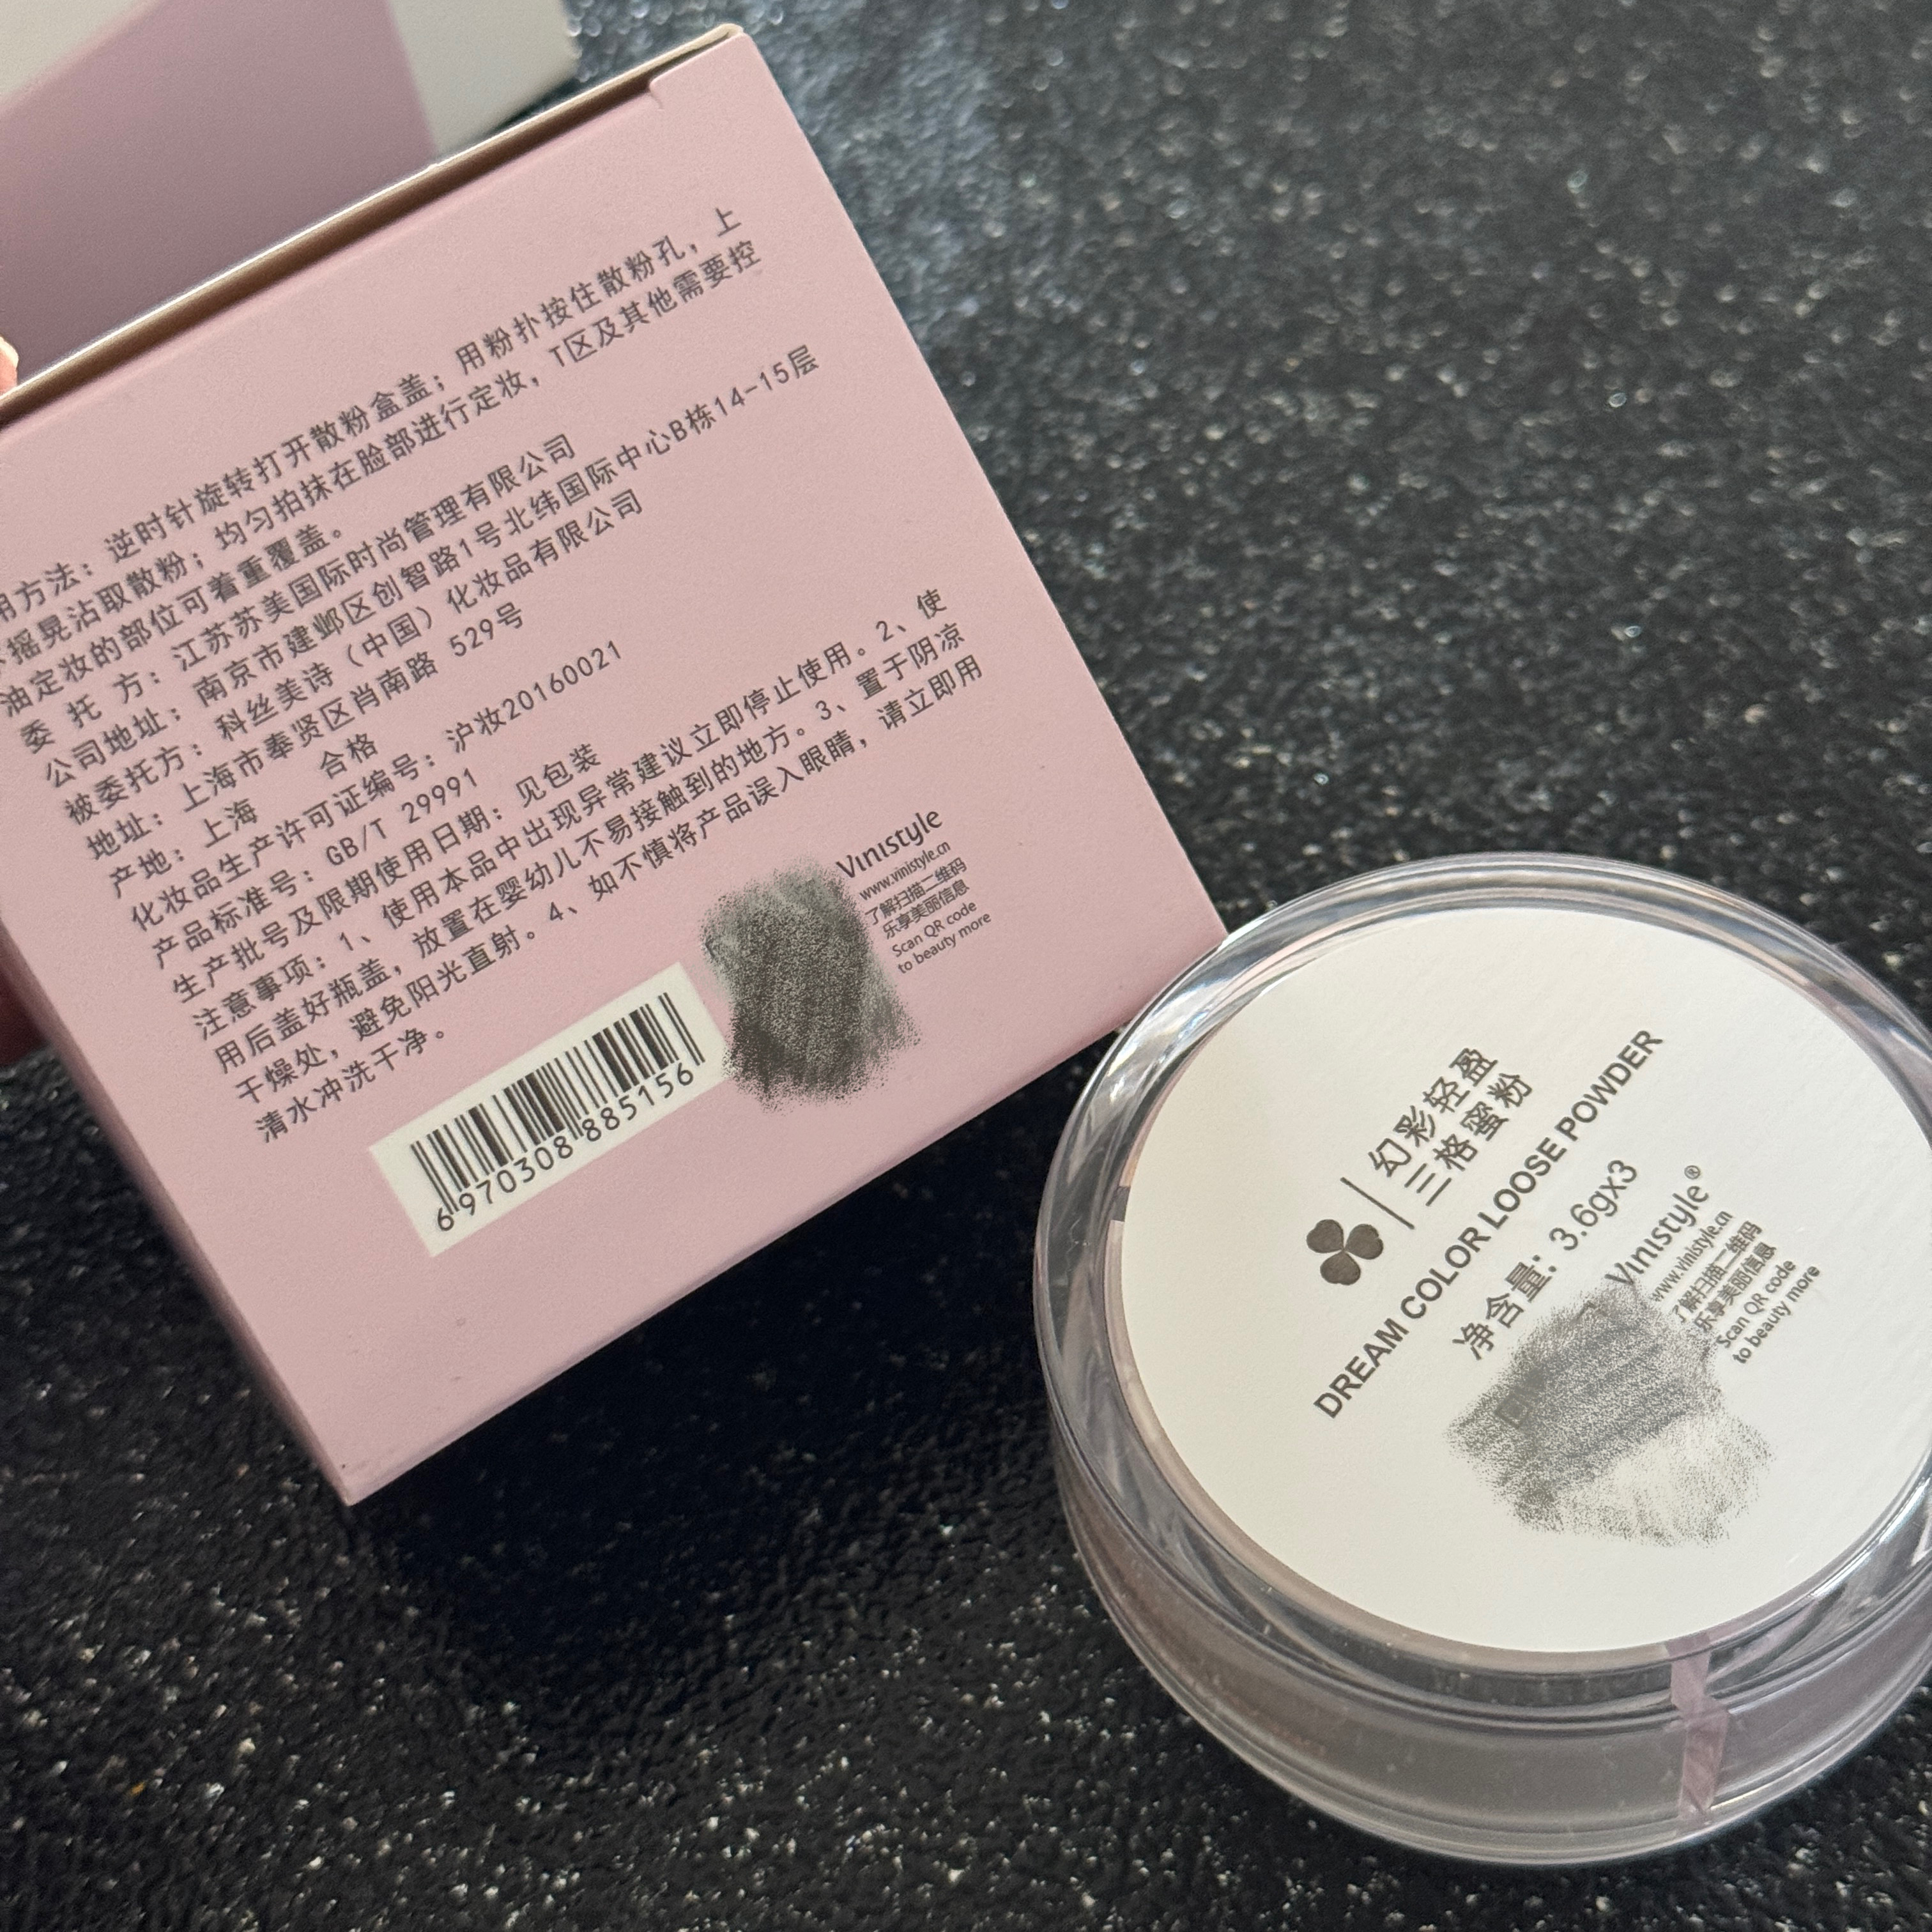 用方法：逆时针旋转打开散粉盒盖；用粉扑按住散粉孔，上
摇晃沾取散粉；均匀拍抹在脸部进行定妆，T区及其他需要控
油定妆的部位可着重覆盖。
委 托 方：江苏苏美国际时尚管理有限公司
公司地址：南京市建邺区创智路1号北纬国际中心B栋14-15层
被委托方：科丝美诗（中国）化妆品有限公司
地址：上海市奉贤区肖南路 529号
产地：上海 合格
化妆品生产许可证编号：沪妆20160021
产品标准号：GB/T 29991
生产批号及限期使用日期：见包装
注意事项：1、使用本品中出现异常建议立即停止使用。2、使
用后盖好瓶盖，放置在婴幼儿不易接触到的地方。3、置于阴凉
干燥处，避免阳光直射。4、如不慎将产品误入眼睛，请立即用
清水冲洗干净。
Vinistyle
www.vinistyle.cn
了解扫描二维码
乐享美丽信息
Scan QR code
to beauty more
6970308885156
幻彩轻盈
三格蜜粉
DREAM COLOR LOOSE POWDER
净含量：3.6gx3
Vinistyle®
www.vinistyle.cn
了解扫描二维码
乐享美丽信息
Scan QR code
to beauty more